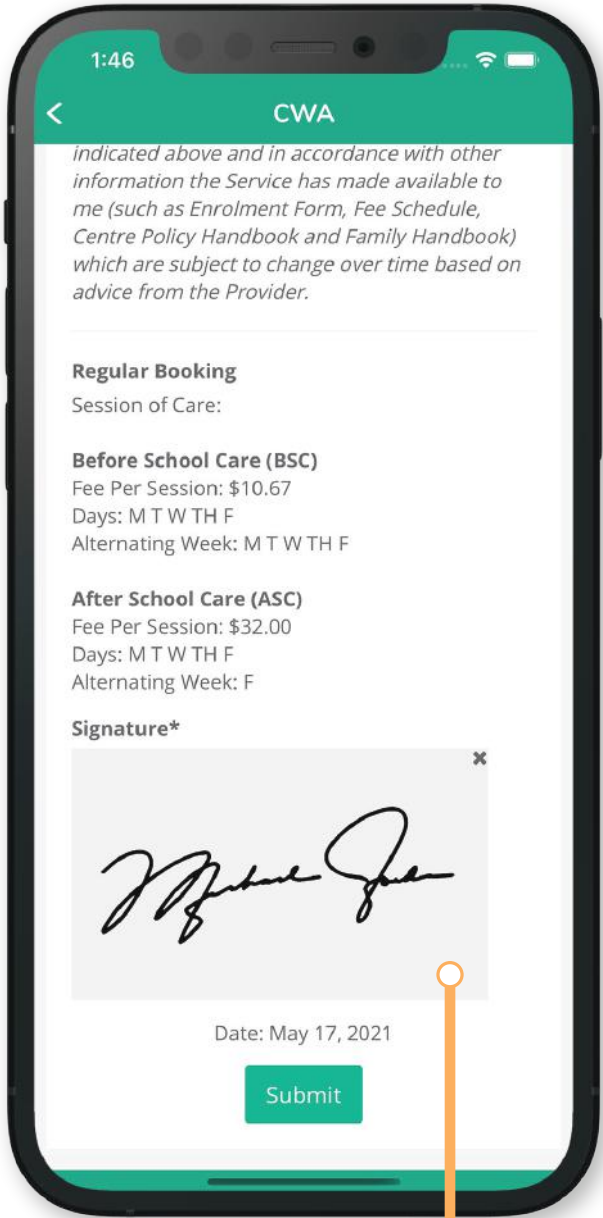 1:46
CWA
indicated above and in accordance with other
information the Service has made available to
me (such as Enrolment Form, Fee Schedule,
Centre Policy Handbook and Family Handbook)
which are subject to change over time based on
advice from the Provider.
Regular Booking
Session of Care:
Before School Care (BSC)
Fee Per Session: $10.67
Days: M T W TH F
Alternating Week: M T W TH F
After School Care (ASC)
Fee Per Session: $32.00
Days: M T W TH F
Alternating Week: F
Signature*
Date: May 17, 2021
Submit